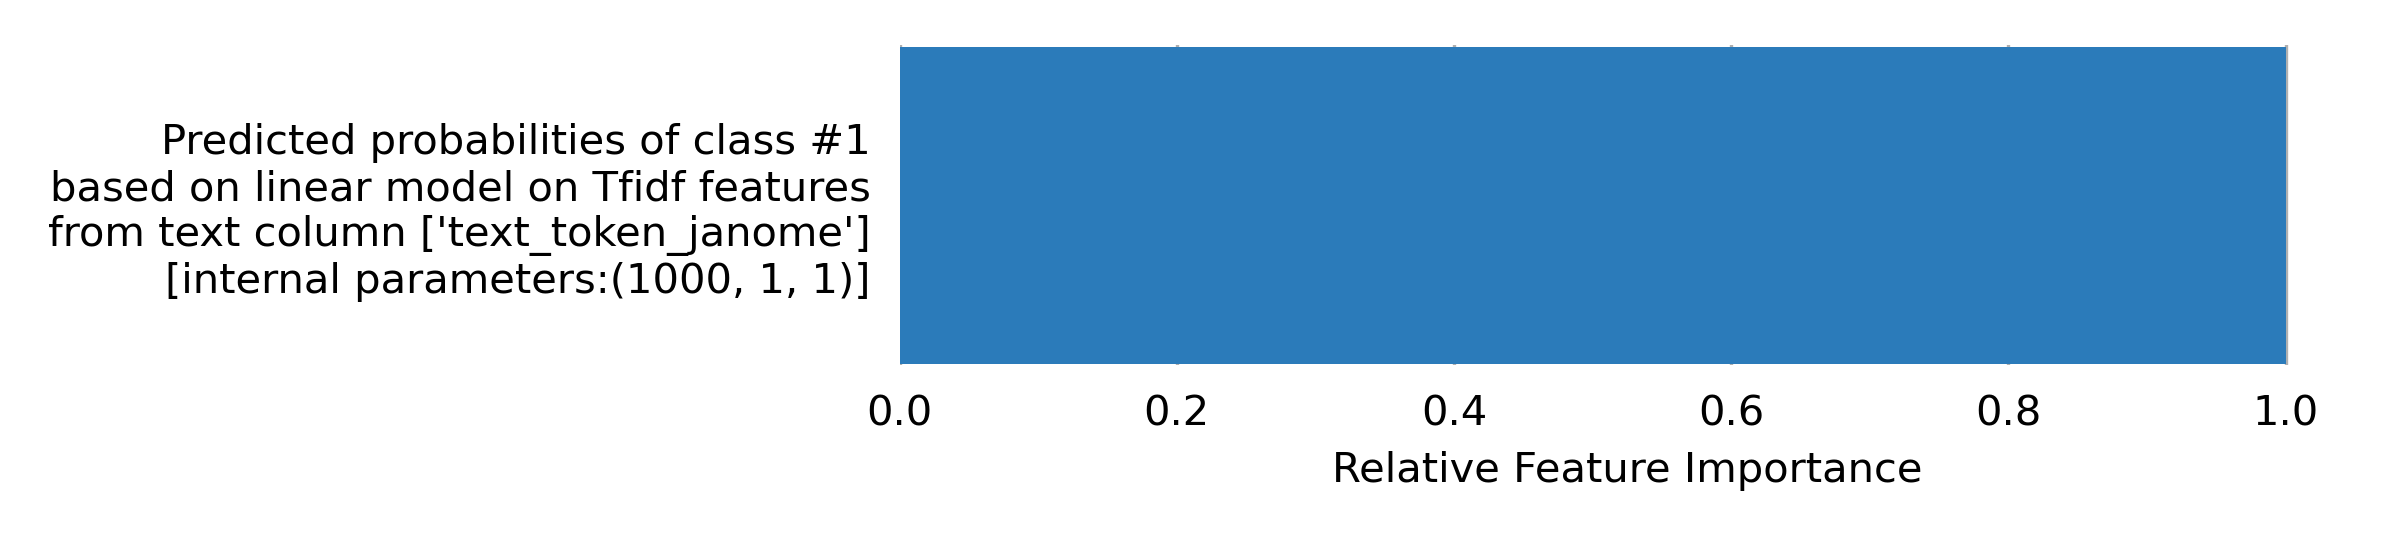 Predicted probabilities of class #1
based on linear model on Tfidf features
from text column ['text_token_janome']
[internal parameters:(1000, 1, 1)]
0.0 0.2 0.4 0.6 0.8 1.0
Relative Feature Importance